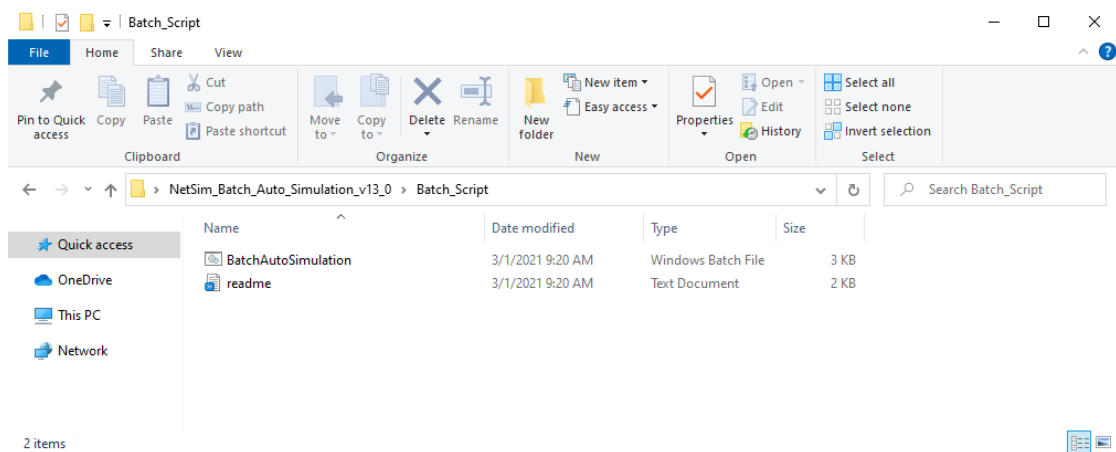 Batch_Script
File Home Share View
Pin to Quick access
Copy
Paste
Cut
Copy path
Paste shortcut
Clipboard
Move to
Copy to
Delete
Rename
Organize
New folder
New item
Easy access
New
Properties
Open
Edit
History
Open
Select all
Select none
Invert selection
Select
NetSim_Batch_Auto_Simulation_v13_0 > Batch_Script
Search Batch_Script
Quick access
OneDrive
This PC
Network
Name Date modified Type Size
BatchAutoSimulation 3/1/2021 9:20 AM Windows Batch File 3 KB
readme 3/1/2021 9:20 AM Text Document 2 KB
2 items